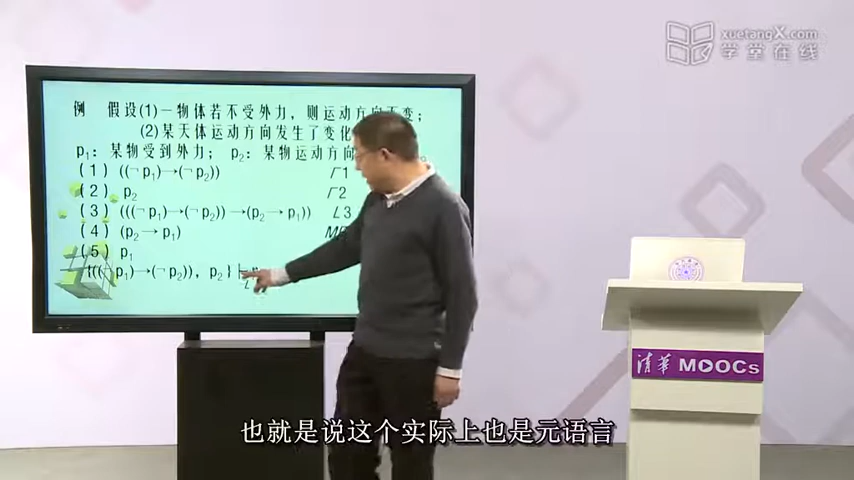 xuetangX.com
学堂在线
例 假设(1)一物体若不受外力，则运动方向不变；
(2)某天体运动方向发生了变化
p₁：某物受到外力； p₂：某物运动方向
(1) ((¬p₁)→(¬p₂)) Γ1
(2) p₂ Γ2
(3) (((¬p₁)→(¬p₂))→(p₂→p₁)) L3
(4) (p₂→p₁)
(5) p₁
{((¬p₁)→(¬p₂)), p₂}⊢
清华 MOOCs
也就是说这个实际上也是元语言